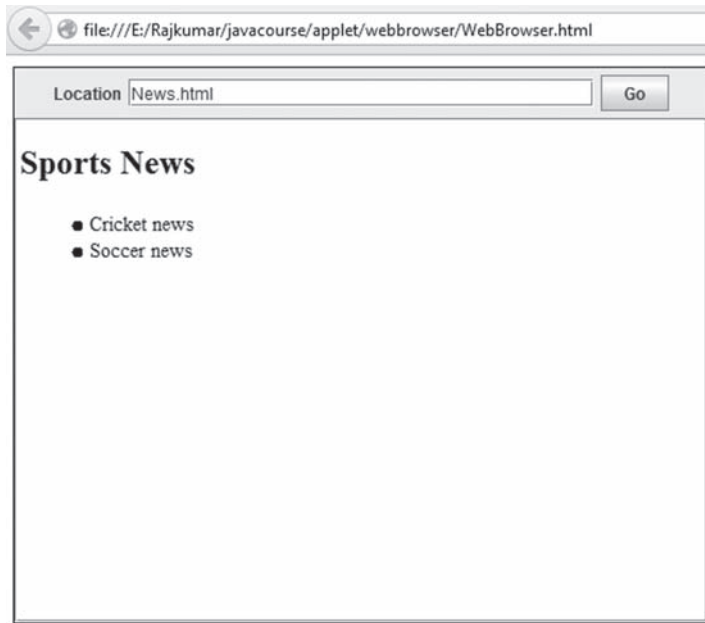 file:///E:/Rajkumar/javacourse/applet/webbrowser/WebBrowser.html
Location News.html Go
Sports News
Cricket news
Soccer news